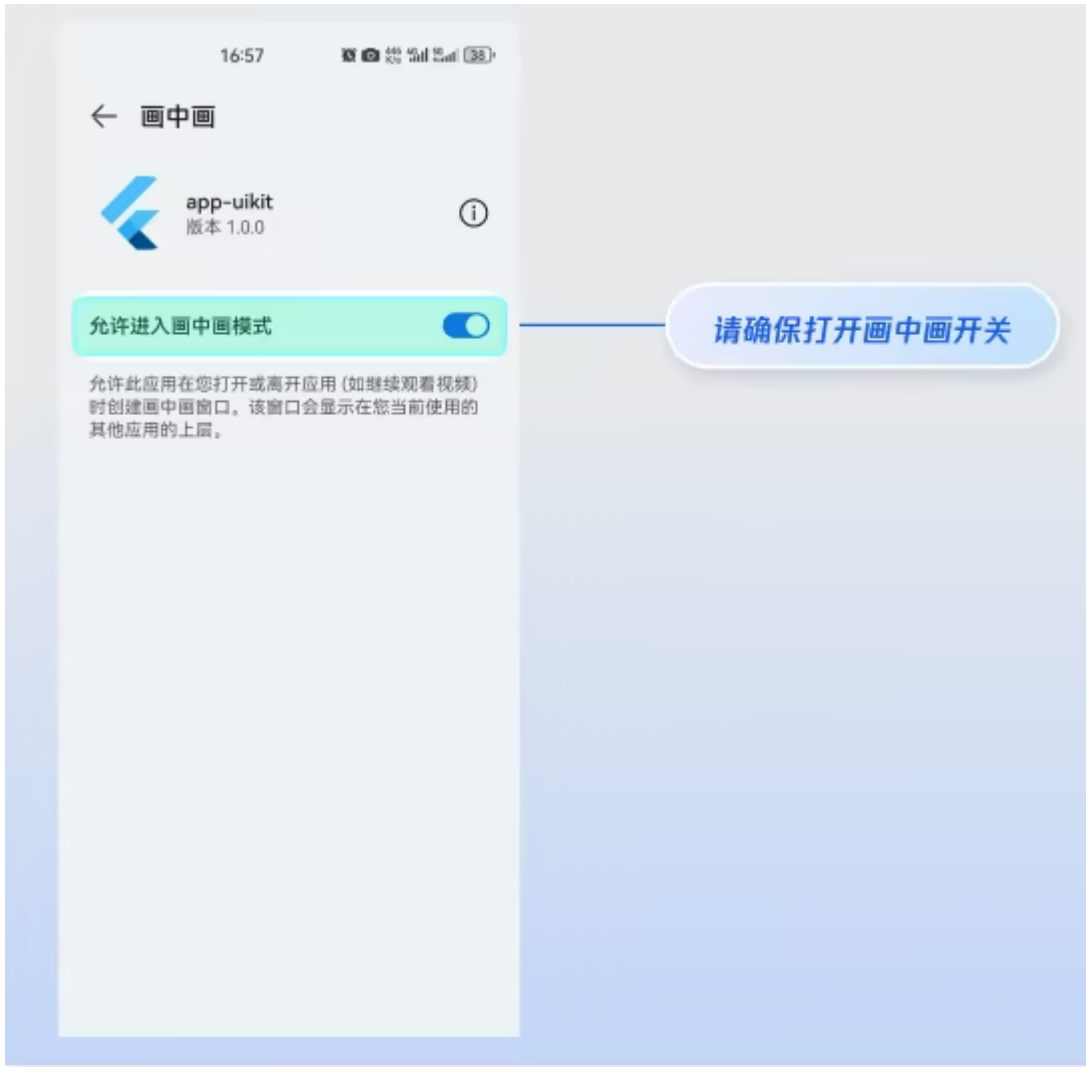 16:57
38
画中画
app-uikit
版本 1.0.0
允许进入画中画模式
请确保打开画中画开关
允许此应用在您打开或离开应用 (如继续观看视频)
时创建画中画窗口。该窗口会显示在您当前使用的
其他应用的上层。